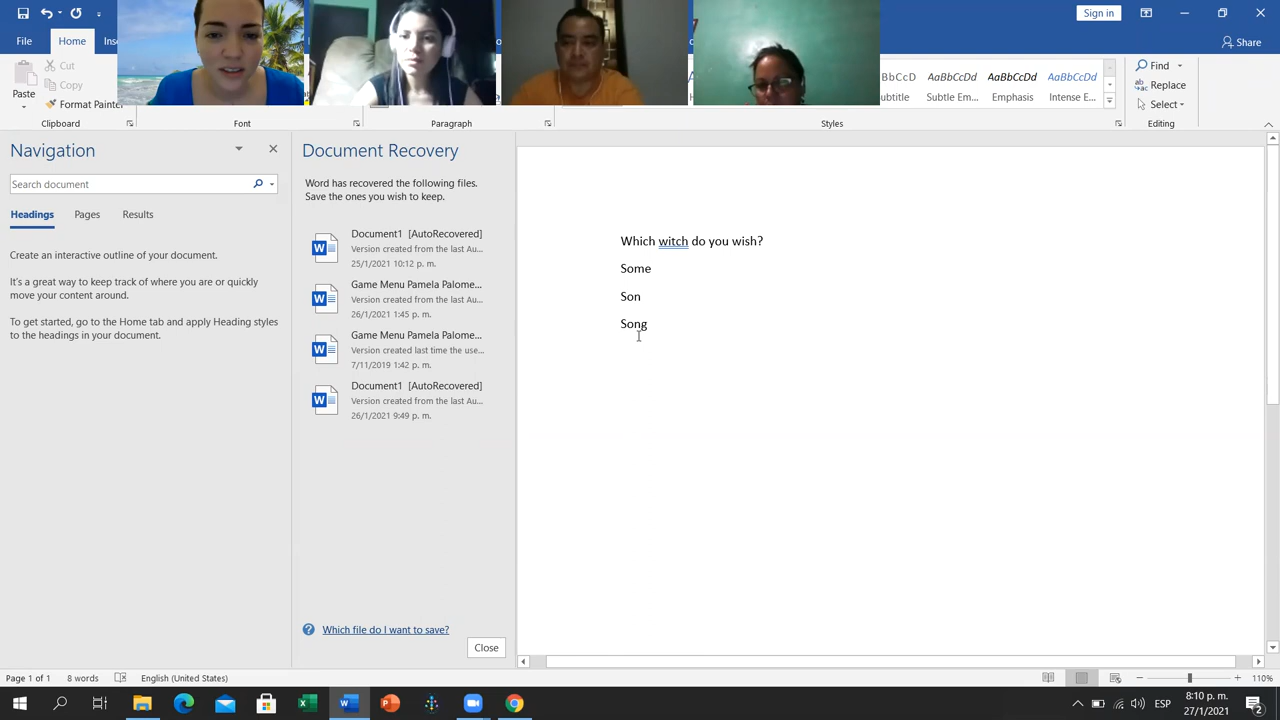 Sign in
File
Home
Ins
Share
Paste
Cut
Copy
Format Painter
AaBbCcDd
AaBbCcDd
AaBbCcDd
Subtle Em...
Emphasis
Intense E...
Find
Replace
Select
Clipboard
Font
Paragraph
Styles
Editing
Navigation
Search document
Headings
Pages
Results
Create an interactive outline of your document.
It's a great way to keep track of where you are or quickly
move your content around.
To get started, go to the Home tab and apply Heading styles
to the headings in your document.
Document Recovery
Word has recovered the following files.
Save the ones you wish to keep.
Document1 [AutoRecovered]
Version created from the last Au...
25/1/2021 10:12 p. m.
Game Menu Pamela Palome...
Version created from the last Au...
26/1/2021 1:45 p. m.
Game Menu Pamela Palome...
Version created last time the use...
7/11/2019 1:42 p. m.
Document1 [AutoRecovered]
Version created from the last Au...
26/1/2021 9:49 p. m.
Which file do I want to save?
Close
Which witch do you wish?
Some
Son
Song
Page 1 of 1
8 words
English (United States)
110%
ESP
8:10 p. m.
27/1/2021
2